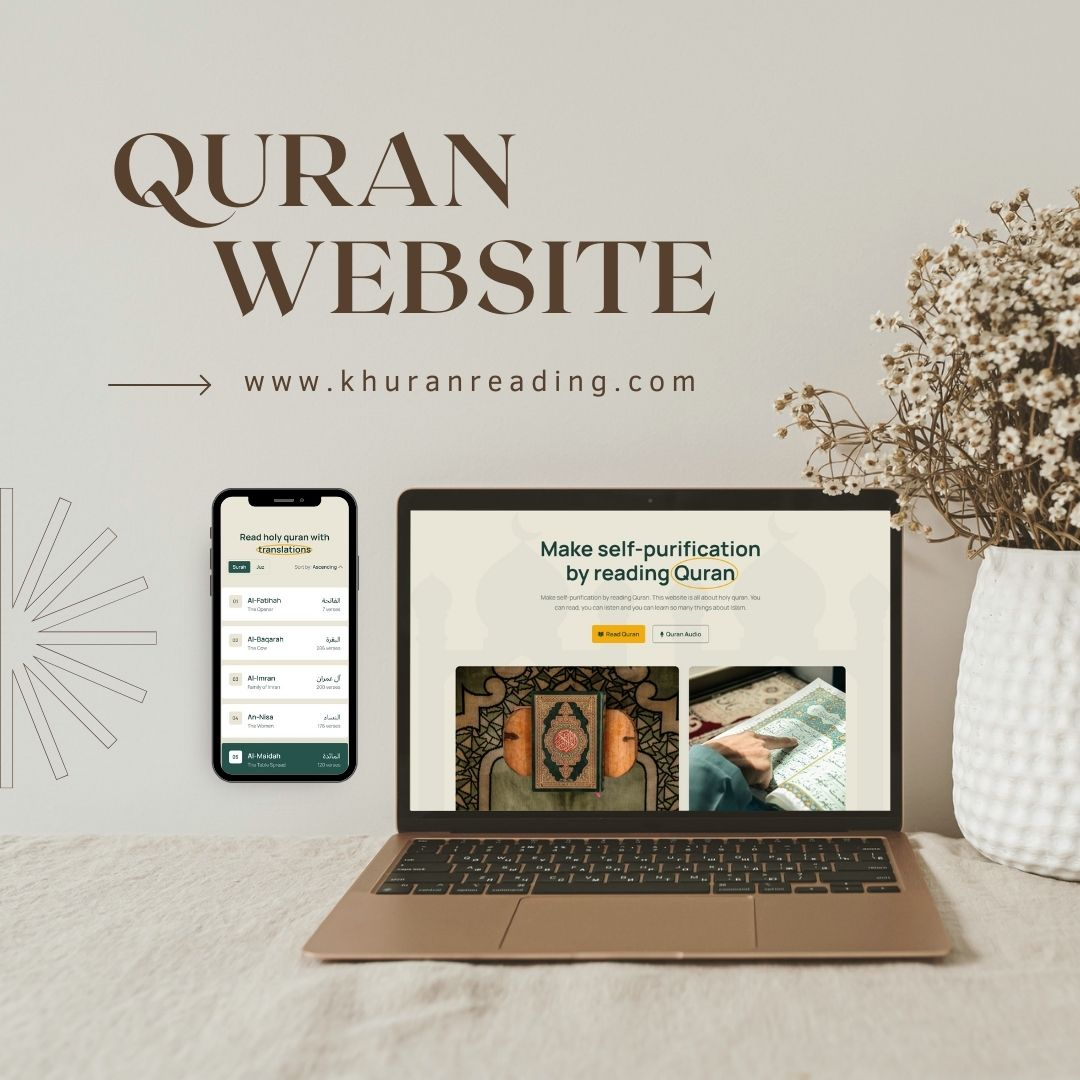 QURAN
WEBSITE
www.khuranreading.com
Read holy quran with
translations
Surah Juz Sort by: Ascending
01 Al-Fatihah الفاتحة
The Opener 7 verses
02 Al-Baqarah البقرة
The Cow 286 verses
03 Al-Imran آل عمران
Family of Imran 200 verses
04 An-Nisa النساء
The Women 176 verses
05 Al-Maidah المائدة
The Table Spread 120 verses
Make self-purification
by reading Quran
Make self-purification by reading Quran. This website is all about holy quran. You
can read, you can listen and you can learn so many things about Islam.
Read Quran Quran Audio